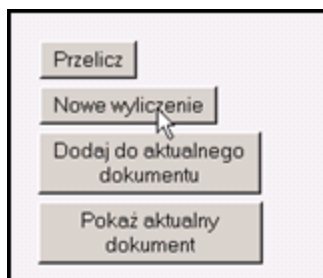 Przelicz
Nowe wyliczenie
Dodaj do aktualnego
dokumentu
Pokaż aktualny
dokument